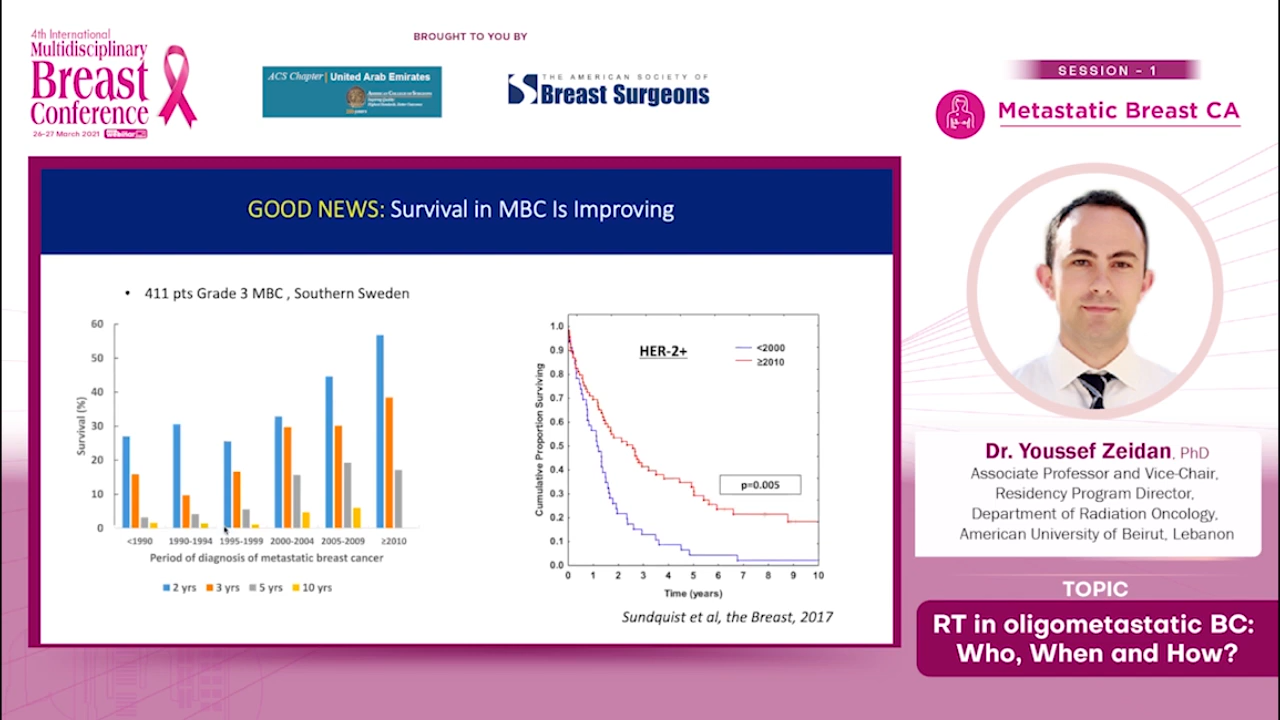 4th International
Multidisciplinary
Breast
Conference
26-27 March 2021
Webinar
BROUGHT TO YOU BY
ACS Chapter | United Arab Emirates
AMERICAN COLLEGE OF SURGEONS
THE AMERICAN SOCIETY OF
Breast Surgeons
SESSION - 1
Metastatic Breast CA
GOOD NEWS: Survival in MBC Is Improving
• 411 pts Grade 3 MBC , Southern Sweden
Survival (%)
60
50
40
30
20
10
0
<1990 1990-1994 1995-1999 2000-2004 2005-2009 ≥2010
Period of diagnosis of metastatic breast cancer
2 yrs 3 yrs 5 yrs 10 yrs
HER-2+
<2000
≥2010
Cumulative Proportion Surviving
1.0
0.9
0.8
0.7
0.6
0.5
0.4
0.3
0.2
0.1
0.0
p=0.005
0 1 2 3 4 5 6 7 8 9 10
Time (years)
Sundquist et al, the Breast, 2017
Dr. Youssef Zeidan, PhD
Associate Professor and Vice-Chair,
Residency Program Director,
Department of Radiation Oncology,
American University of Beirut, Lebanon
TOPIC
RT in oligometastatic BC:
Who, When and How?